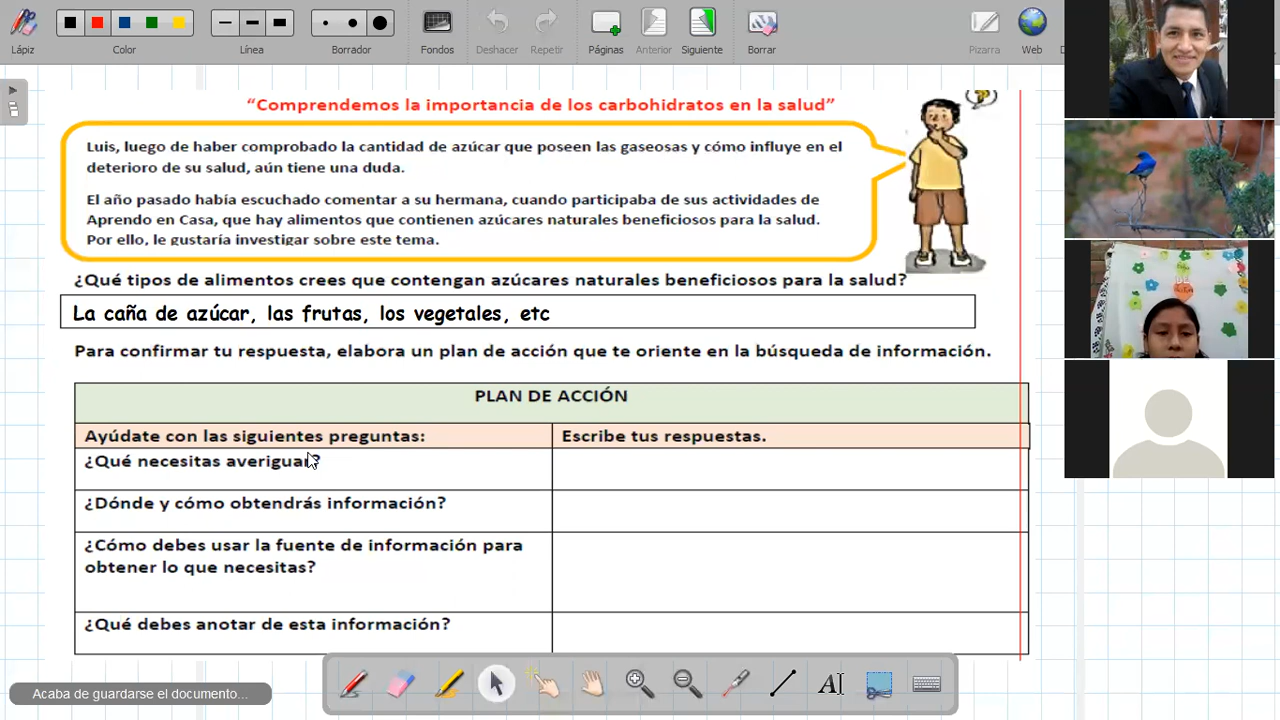 Lápiz
Color
Línea
Borrador
Fondos
Deshacer
Repetir
Páginas
Anterior
Siguiente
Borrar
Pizarra
Web
“Comprendemos la importancia de los carbohidratos en la salud”
?
Luis, luego de haber comprobado la cantidad de azúcar que poseen las gaseosas y cómo influye en el
deterioro de su salud, aún tiene una duda.
El año pasado había escuchado comentar a su hermana, cuando participaba de sus actividades de
Aprendo en Casa, que hay alimentos que contienen azúcares naturales beneficiosos para la salud.
Por ello, le gustaría investigar sobre este tema.
¿Qué tipos de alimentos crees que contengan azúcares naturales beneficiosos para la salud?
La caña de azúcar, las frutas, los vegetales, etc
Para confirmar tu respuesta, elabora un plan de acción que te oriente en la búsqueda de información.
PLAN DE ACCIÓN
Ayúdate con las siguientes preguntas:
Escribe tus respuestas.
¿Qué necesitas averiguar?
¿Dónde y cómo obtendrás información?
¿Cómo debes usar la fuente de información para
obtener lo que necesitas?
¿Qué debes anotar de esta información?
Acaba de guardarse el documento...